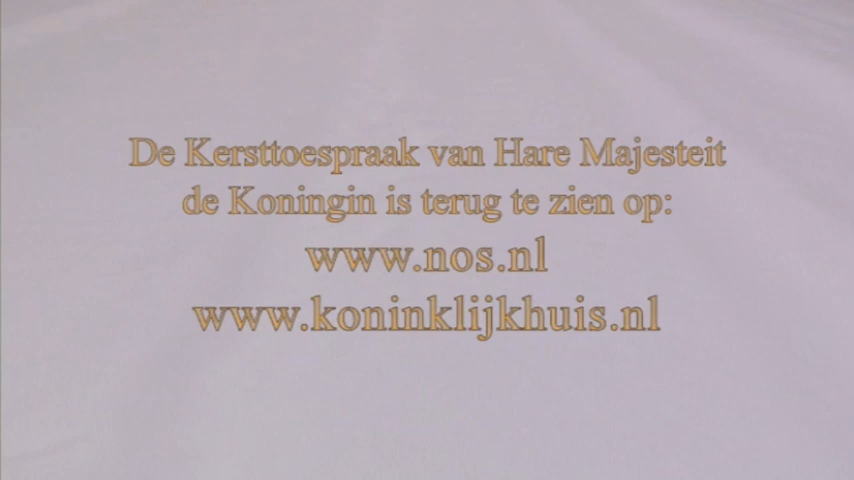 De Kersttoespraak van Hare Majesteit
de Koningin is terug te zien op:
www.nos.nl
www.koninklijkhuis.nl